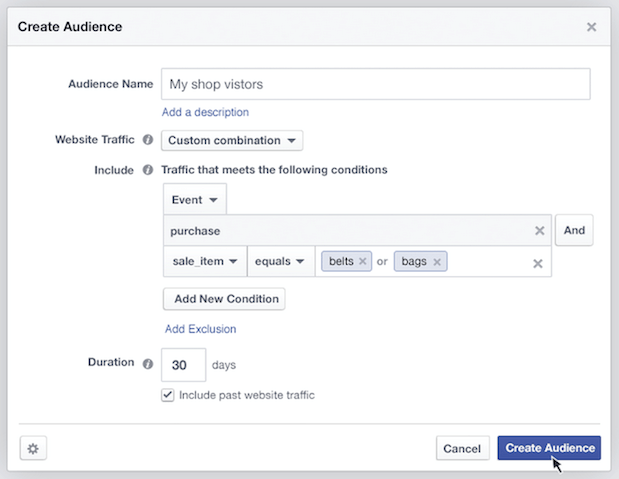 Create Audience
Audience Name My shop vistors
Add a description
Website Traffic Custom combination
Include Traffic that meets the following conditions
Event
purchase And
sale_item equals belts or bags
Add New Condition
Add Exclusion
Duration 30 days
Include past website traffic
Cancel Create Audience